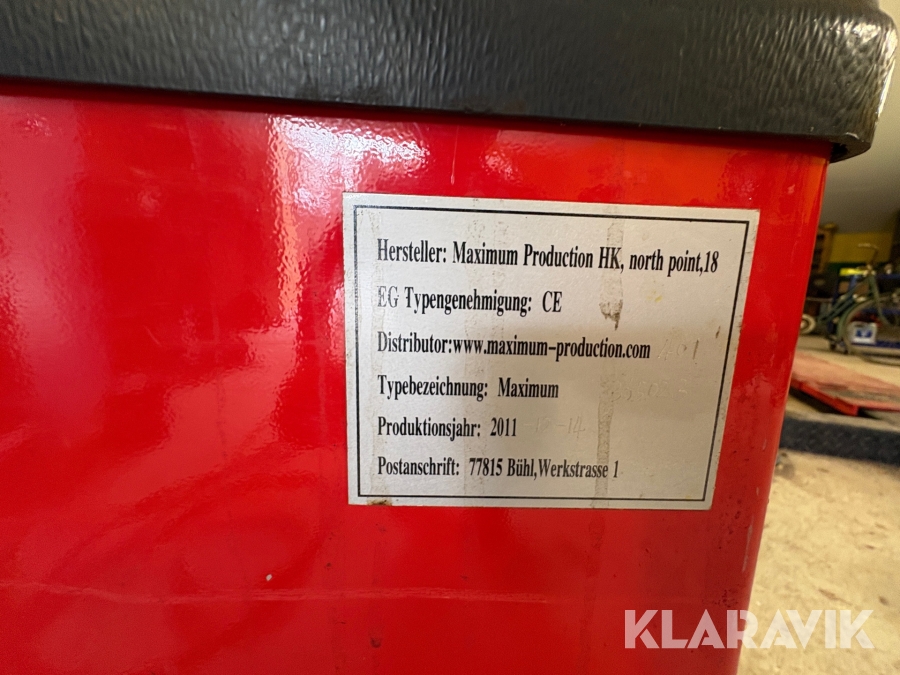 Hersteller: Maximum Production HK, north point,18
EG Typengenehmigung: CE
Distributor:www.maximum-production.com
Typebezeichnung: Maximum
Produktionsjahr: 2011
Postanschrift: 77815 Bühl,Werkstrasse 1
KLARAVIK